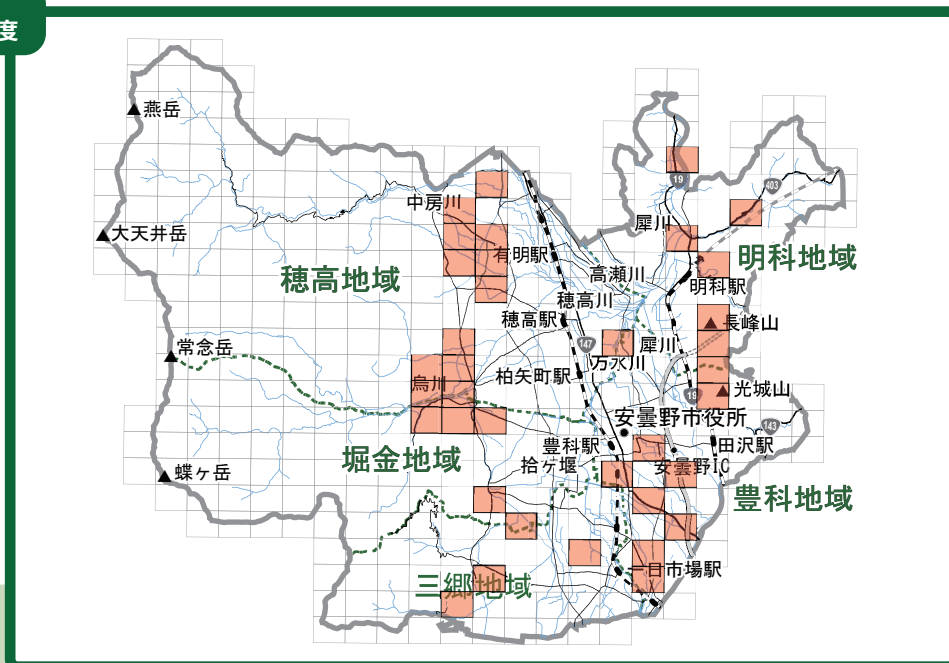 度
燕岳
19
403
中房川
犀川
大天井岳
有明駅
明科地域
高瀬川
穂高地域
明科駅
穂高川
穂高駅
長峰山
147
犀川
常念岳
万水川
柏矢町駅
烏川
光城山
19
安曇野市役所
143
豊科駅
田沢駅
堀金地域
拾ヶ堰
安曇野IC
蝶ヶ岳
豊科地域
一日市場駅
三郷地域